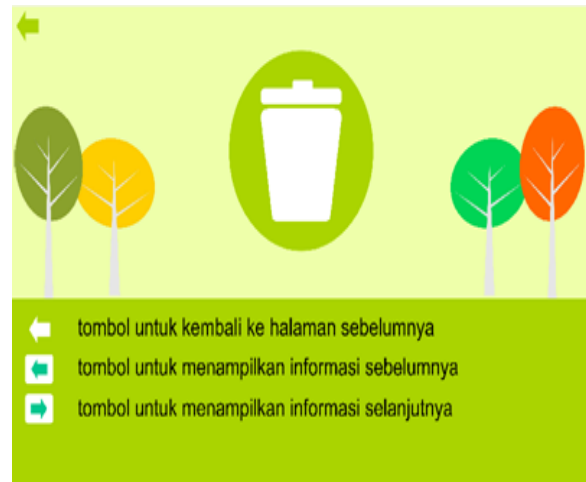 tombol untuk kembali ke halaman sebelumnya
tombol untuk menampilkan informasi sebelumnya
tombol untuk menampilkan informasi selanjutnya